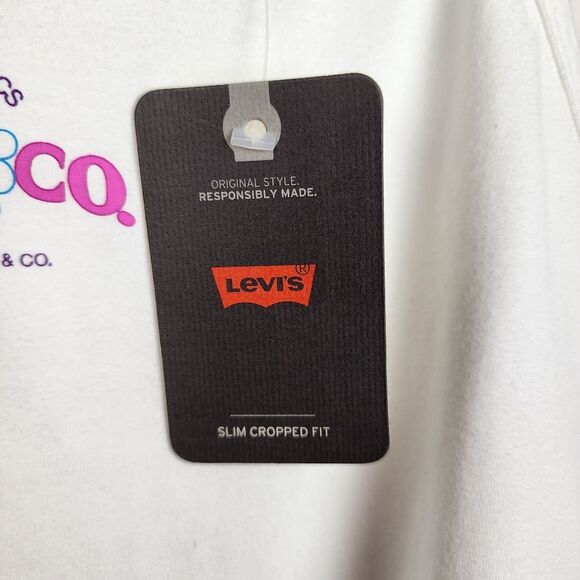 CO.
& CO.
ORIGINAL STYLE.
RESPONSIBLY MADE.
LEVI'S®
SLIM CROPPED FIT